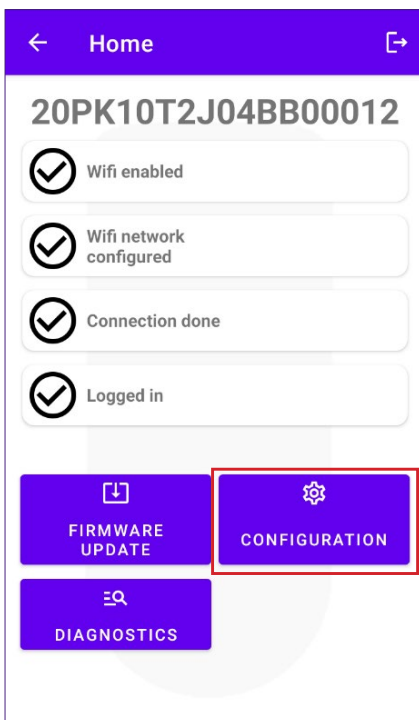 Home
20PK10T2J04BB00012
Wifi enabled
Wifi network
configured
Connection done
Logged in
FIRMWARE
UPDATE
CONFIGURATION
DIAGNOSTICS